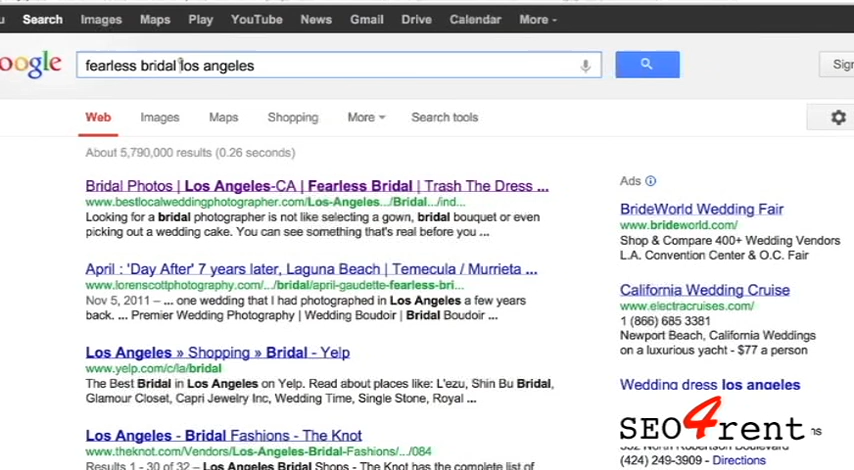 Search Images Maps Play YouTube News Gmail Drive Calendar More
fearless bridal los angeles
Sign
Web Images Maps Shopping More Search tools
About 5,790,000 results (0.26 seconds)
Bridal Photos | Los Angeles-CA | Fearless Bridal | Trash The Dress ...
www.bestlocalweddingphotographer.com/Los-Angeles.../Bridal.../ind...
Looking for a bridal photographer is not like selecting a gown, bridal bouquet or even
picking out a wedding cake. You can see something that's real before you ...
April : 'Day After' 7 years later, Laguna Beach | Temecula / Murrieta ...
www.lorenscottphotography.com/.../bridal/april-gaudette-fearless-bri...
Nov 5, 2011 – ... one wedding that I had photographed in Los Angeles a few years
back. ... Premier Wedding Photography | Wedding Boudoir | Bridal Boudoir ...
Los Angeles » Shopping » Bridal - Yelp
www.yelp.com/c/la/bridal
The Best Bridal in Los Angeles on Yelp. Read about places like: L'ezu, Shin Bu Bridal,
Glamour Closet, Capri Jewelry Inc, Wedding Time, Single Stone, Royal ...
Los Angeles - Bridal Fashions - The Knot
www.theknot.com/Vendors/Los-Angeles-Bridal-Fashions/.../084
Results 1 - 30 of 32 – Los Angeles Bridal Shops - The Knot has the complete list of
Ads
BrideWorld Wedding Fair
www.brideworld.com/
Shop & Compare 400+ Wedding Vendors
L.A. Convention Center & O.C. Fair
California Wedding Cruise
www.electracruises.com/
1 (866) 685 3381
Newport Beach, California Weddings
on a luxurious yacht - $77 a person
Wedding dress los angeles
SEO4rent
(424) 249-3909 - Directions